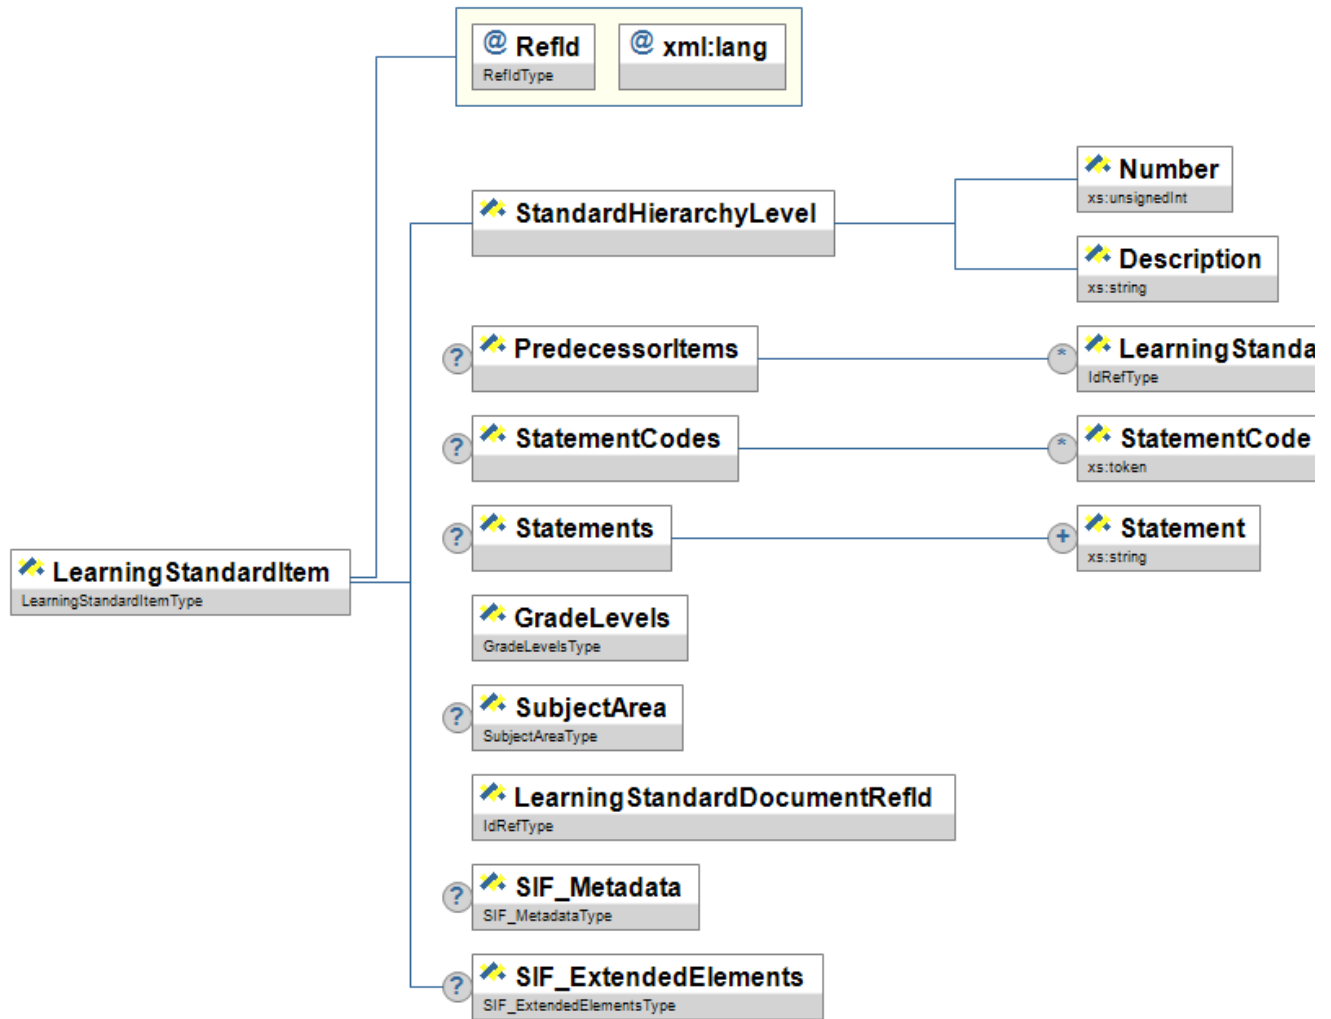 @ RefId
RefIdType
@ xml:lang
StandardHierarchyLevel
Number
xs:unsignedInt
Description
xs:string
? PredecessorItems
* LearningStanda
IdRefType
? StatementCodes
* StatementCode
xs:token
? Statements
+ Statement
xs:string
LearningStandardItem
LearningStandardItemType
GradeLevels
GradeLevelsType
? SubjectArea
SubjectAreaType
LearningStandardDocumentRefId
IdRefType
? SIF_Metadata
SIF_MetadataType
? SIF_ExtendedElements
SIF_ExtendedElementsType